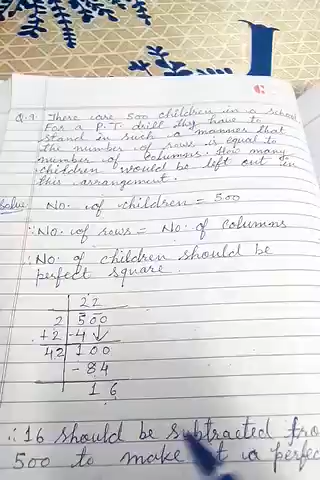 Q.9. There are 500 children in a school
For a P.T. drill they have to
stand in such a manner that
the number of rows is equal to
number of columns. How many
children would be left out in
this arrangement.
Solve No. of children = 500
∵ No. of rows = No. of columns
∴ No. of children should be
perfect square
22
2 500
+2 -4 ↓
42 100
- 84
16
∴ 16 should be subtracted fro
500 to make it a perfec